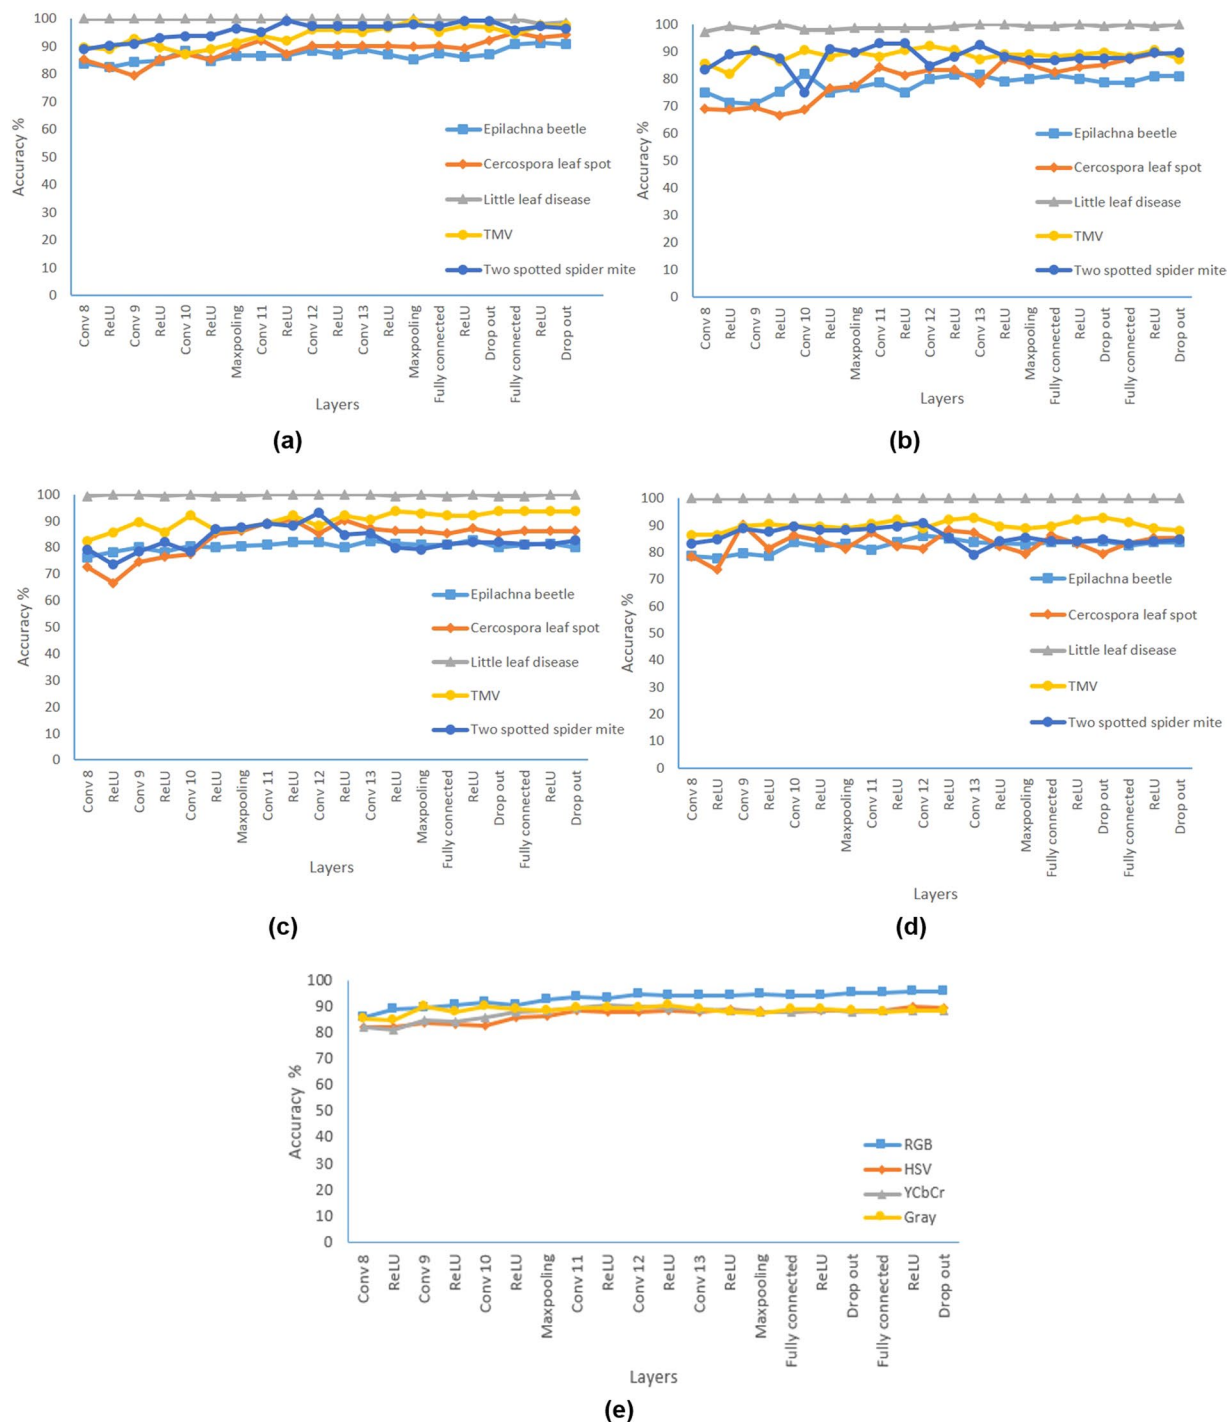 100
90
80
70
60
50
40
30
20
10
0
Accuracy %
Epilachna beetle
Cercospora leaf spot
Little leaf disease
TMV
Two spotted spider mite
Conv 8
ReLU
Conv 9
ReLU
Conv 10
ReLU
Maxpooling
Conv 11
ReLU
Conv 12
ReLU
Conv 13
ReLU
Maxpooling
Fully connected
ReLU
Drop out
Fully connected
ReLU
Drop out
Layers
(a)
100
90
80
70
60
50
40
30
20
10
0
Accuracy %
Epilachna beetle
Cercospora leaf spot
Little leaf disease
TMV
Two spotted spider mite
Conv 8
ReLU
Conv 9
ReLU
Conv 10
ReLU
Maxpooling
Conv 11
ReLU
Conv 12
ReLU
Conv 13
ReLU
Maxpooling
Fully connected
ReLU
Drop out
Fully connected
ReLU
Drop out
Layers
(b)
100
90
80
70
60
50
40
30
20
10
0
Accuracy %
Epilachna beetle
Cercospora leaf spot
Little leaf disease
TMV
Two spotted spider mite
Conv 8
ReLU
Conv 9
ReLU
Conv 10
ReLU
Maxpooling
Conv 11
ReLU
Conv 12
ReLU
Conv 13
ReLU
Maxpooling
Fully connected
ReLU
Drop out
Fully connected
ReLU
Drop out
Layers
(c)
100
90
80
70
60
50
40
30
20
10
0
Accuracy %
Epilachna beetle
Cercospora leaf spot
Little leaf disease
TMV
Two spotted spider mite
Conv 8
ReLU
Conv 9
ReLU
Conv 10
ReLU
Maxpooling
Conv 11
ReLU
Conv 12
ReLU
Conv 13
ReLU
Maxpooling
Fully connected
ReLU
Drop out
Fully connected
ReLU
Drop out
Layers
(d)
100
90
80
70
60
50
40
30
20
10
0
Accuracy %
RGB
HSV
YCbCr
Gray
Conv 8
ReLU
Conv 9
ReLU
Conv 10
ReLU
Maxpooling
Conv 11
ReLU
Conv 12
ReLU
Conv 13
ReLU
Maxpooling
Fully connected
ReLU
Drop out
Fully connected
ReLU
Drop out
Layers
(e)